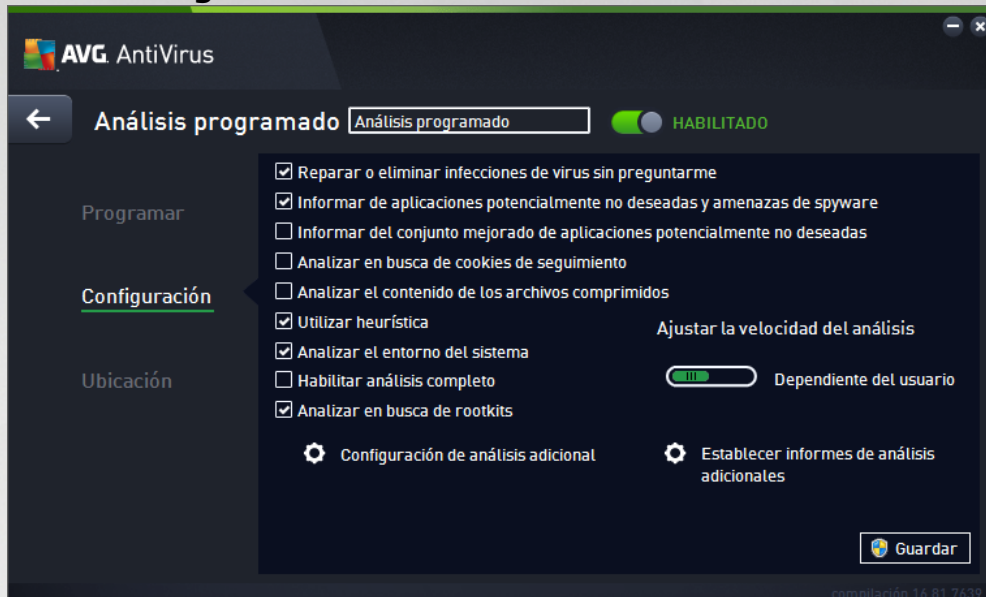 AVG. AntiVirus
Análisis programado Análisis programado HABILITADO
Reparar o eliminar infecciones de virus sin preguntarme
Programar
Informar de aplicaciones potencialmente no deseadas y amenazas de spyware
Informar del conjunto mejorado de aplicaciones potencialmente no deseadas
Analizar en busca de cookies de seguimiento
Configuración
Analizar el contenido de los archivos comprimidos
Utilizar heurística
Ajustar la velocidad del análisis
Analizar el entorno del sistema
Ubicación
Habilitar análisis completo
Dependiente del usuario
Analizar en busca de rootkits
Configuración de análisis adicional
Establecer informes de análisis
adicionales
Guardar
compilación 16.81.7639